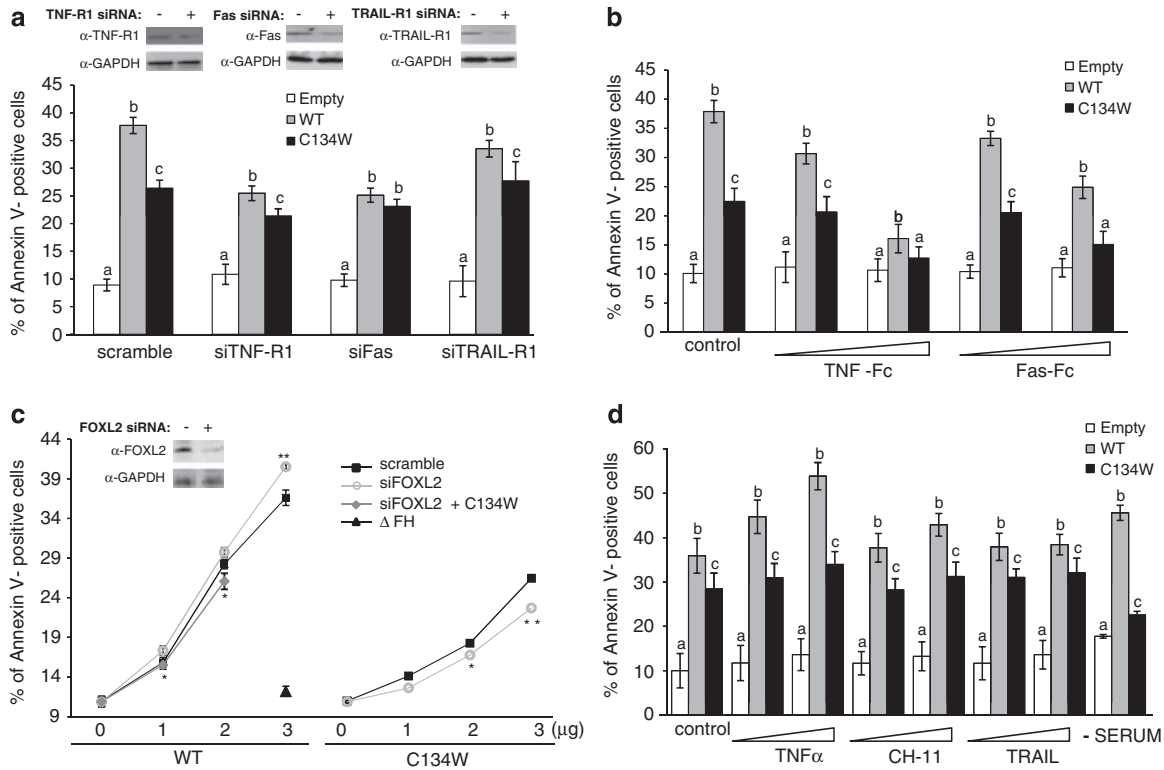 a
TNF-R1 siRNA: - +
α-TNF-R1
α-GAPDH
Fas siRNA: - +
α-Fas
α-GAPDH
TRAIL-R1 siRNA: - +
α-TRAIL-R1
α-GAPDH
% of Annexin V- positive cells
45
40
35
30
25
20
15
10
5
0
Empty
WT
C134W
a b c
a b c
a b b
a b c
scramble siTNF-R1 siFas siTRAIL-R1
b
% of Annexin V- positive cells
45
40
35
30
25
20
15
10
5
0
Empty
WT
C134W
a b c
a b c
a b a
a b c
a b a
control
TNF -Fc
Fas-Fc
c
FOXL2 siRNA: - +
α-FOXL2
α-GAPDH
% of Annexin V- positive cells
44
39
34
29
24
19
14
9
scramble
siFOXL2
siFOXL2 + C134W
Δ FH
**
*
*
*
* *
0 1 2 3 0 1 2 3 (μg)
WT C134W
d
% of Annexin V- positive cells
60
50
40
30
20
10
0
Empty
WT
C134W
a b c
a b c
a b c
a b c
a b c
a b c
a b c
a b c
control
TNFα
CH-11
TRAIL
- SERUM